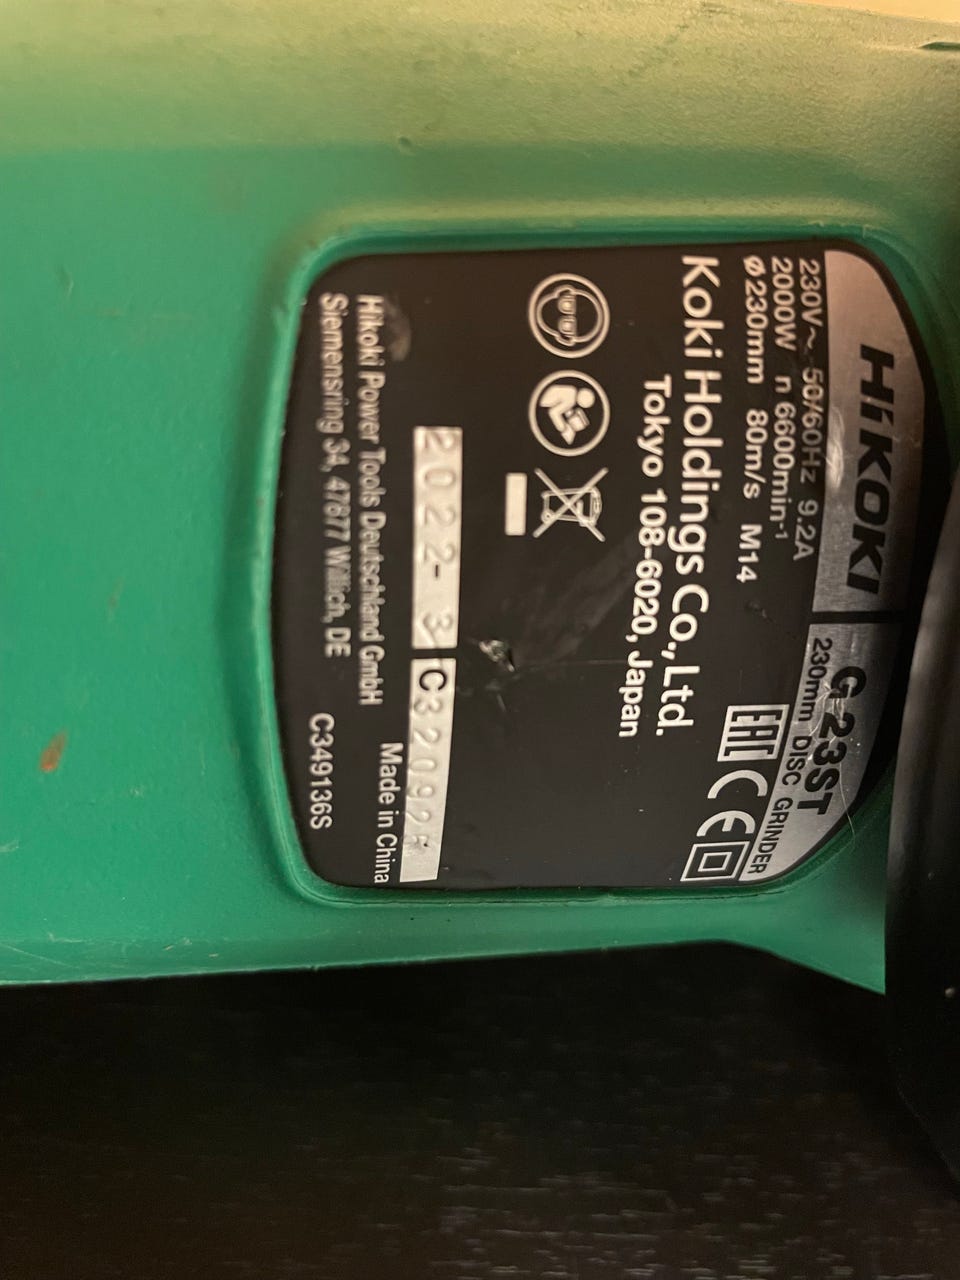 HiKOKI G 23ST
230mm DISC GRINDER
230V~ 50/60Hz 9.2A
2000W n 6600min-1
ø230mm 80m/s M14
EAC CE
Koki Holdings Co., Ltd.
Tokyo 108-6020, Japan
2022- 3 C320925
Made in China
Hikoki Power Tools Deutschland GmbH
Siemensring 34, 47877 Willich, DE
C349136S